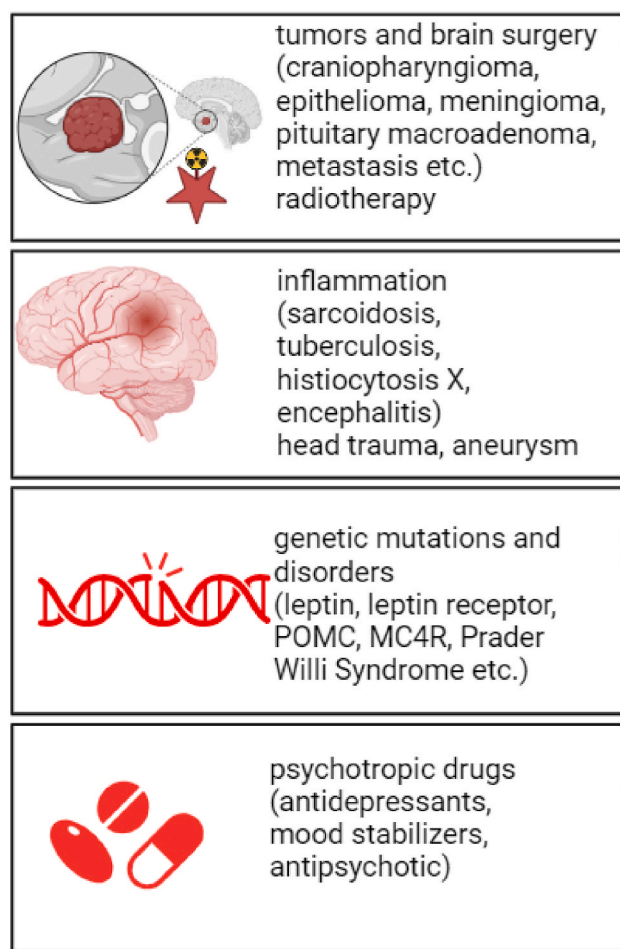 tumors and brain surgery
(craniopharyngioma,
epithelioma, meningioma,
pituitary macroadenoma,
metastasis etc.)
radiotherapy
inflammation
(sarcoidosis,
tuberculosis,
histiocytosis X,
encephalitis)
head trauma, aneurysm
genetic mutations and
disorders
(leptin, leptin receptor,
POMC, MC4R, Prader
Willi Syndrome etc.)
psychotropic drugs
(antidepressants,
mood stabilizers,
antipsychotic)